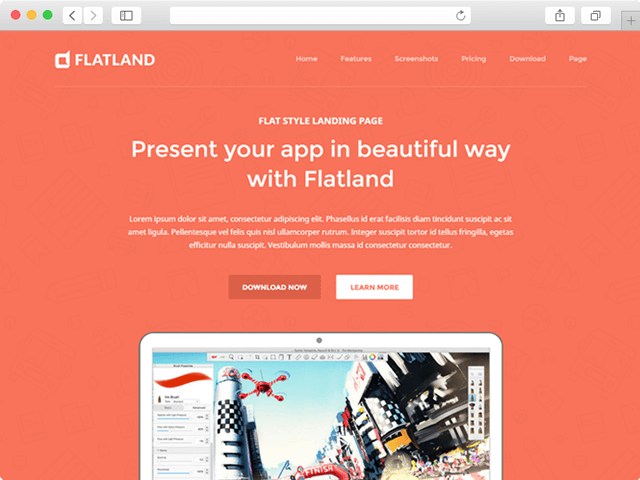 FLATLAND
Home Features Screenshots Pricing Download Page
FLAT STYLE LANDING PAGE
Present your app in beautiful way
with Flatland
Lorem ipsum dolor sit amet, consectetur adipiscing elit. Phasellus id erat facilisis diam tincidunt suscipit ac sit
amet ligula. Pellentesque vel felis quis nisl ullamcorper rutrum. Integer suscipit tortor id tellus fringilla, egetas
efficitur nulla suscipit. Vestibulum mollis massa id consectetur consectetur.
DOWNLOAD NOW LEARN MORE
FINISH